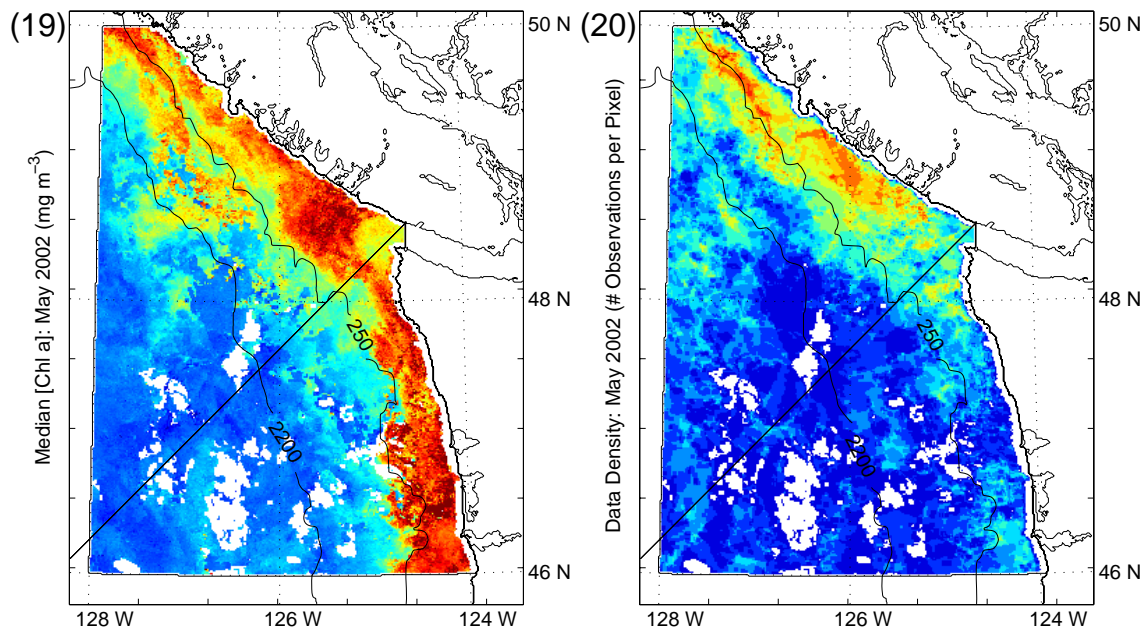 (19)
Median [Chl a]: May 2002 (mg m⁻³)
250
2200
50 N
48 N
46 N
128 W
126 W
124 W
(20)
Data Density: May 2002 (# Observations per Pixel)
250
2200
50 N
48 N
46 N
128 W
126 W
124 W